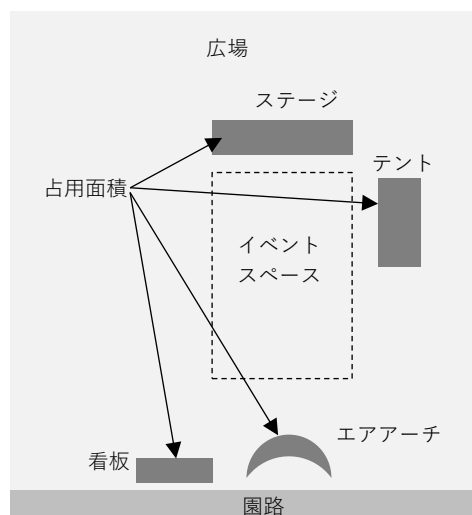 広場
ステージ
テント
占用面積
イベント
スペース
エアアーチ
看板
園路